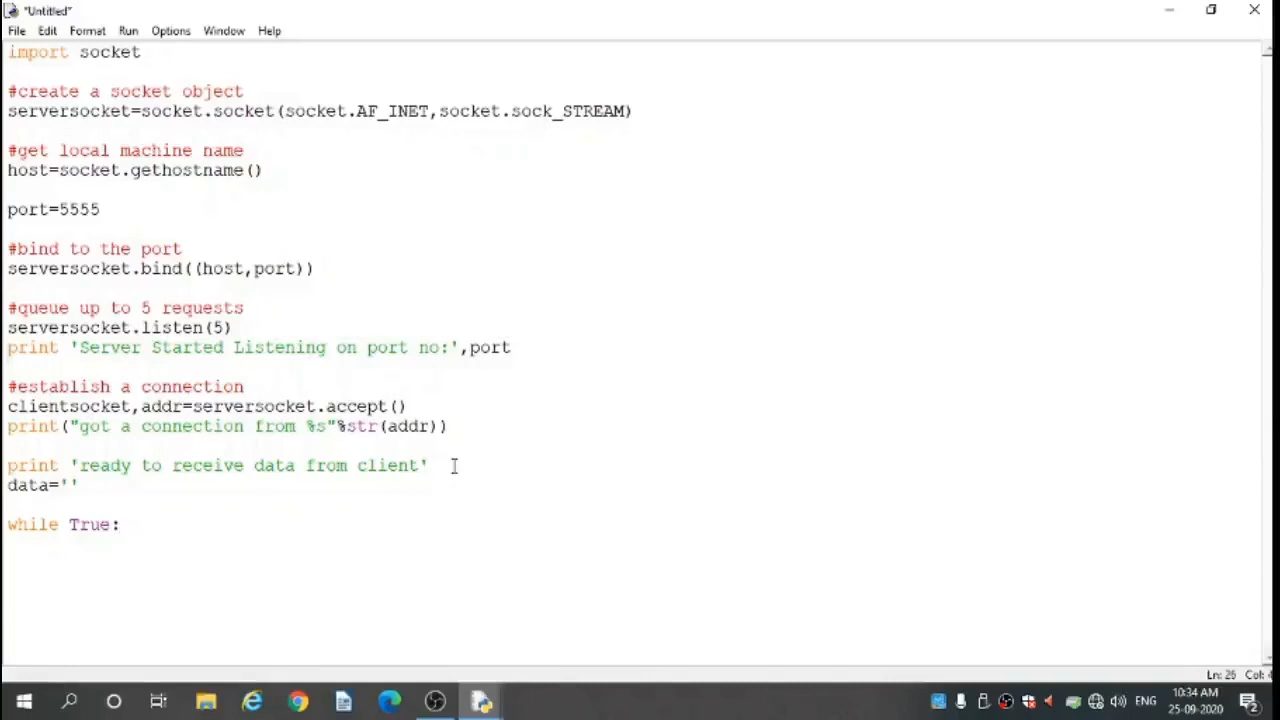 *Untitled*
File Edit Format Run Options Window Help
import socket
#create a socket object
serversocket=socket.socket(socket.AF_INET,socket.sock_STREAM)
#get local machine name
host=socket.gethostname()
port=5555
#bind to the port
serversocket.bind((host,port))
#queue up to 5 requests
serversocket.listen(5)
print 'Server Started Listening on port no:',port
#establish a connection
clientsocket,addr=serversocket.accept()
print("got a connection from %s"%str(addr))
print 'ready to receive data from client'
data=''
while True:
Ln: 25 Col:
ENG
10:34 AM
25-09-2020
2